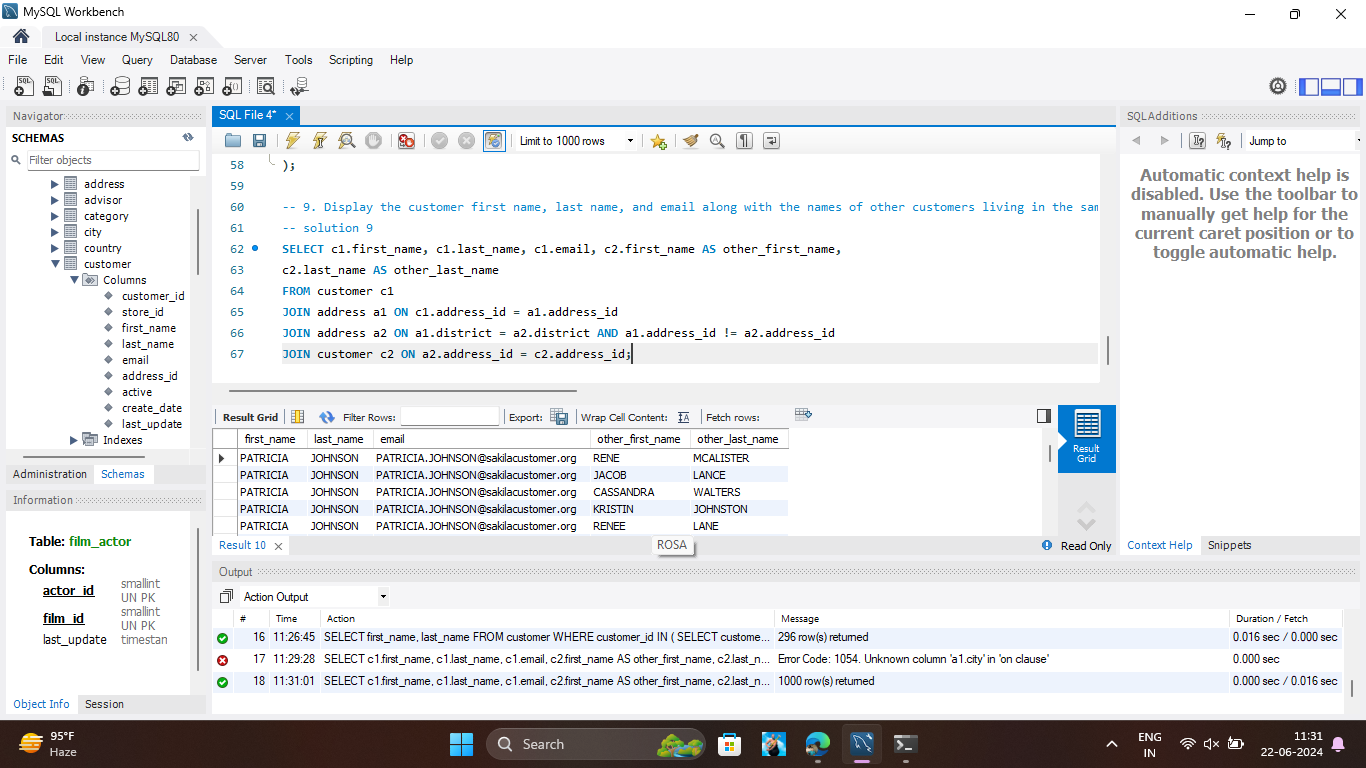 MySQL Workbench
Local instance MySQL80
File Edit View Query Database Server Tools Scripting Help
Navigator
SCHEMAS
Filter objects
address
advisor
category
city
country
customer
Columns
customer_id
store_id
first_name
last_name
email
address_id
active
create_date
last_update
Indexes
Administration Schemas
Information
Table: film_actor
Columns:
actor_id smallint UN PK
film_id smallint UN PK
last_update timestan
Object Info Session
SQL File 4*
Limit to 1000 rows
58 );
59
60 -- 9. Display the customer first name, last name, and email along with the names of other customers living in the sam
61 -- solution 9
62 SELECT c1.first_name, c1.last_name, c1.email, c2.first_name AS other_first_name,
63 c2.last_name AS other_last_name
64 FROM customer c1
65 JOIN address a1 ON c1.address_id = a1.address_id
66 JOIN address a2 ON a1.district = a2.district AND a1.address_id != a2.address_id
67 JOIN customer c2 ON a2.address_id = c2.address_id;
Result Grid Filter Rows: Export: Wrap Cell Content: Fetch rows:
first_name last_name email other_first_name other_last_name
PATRICIA JOHNSON PATRICIA.JOHNSON@sakilacustomer.org RENE MCALISTER
PATRICIA JOHNSON PATRICIA.JOHNSON@sakilacustomer.org JACOB LANCE
PATRICIA JOHNSON PATRICIA.JOHNSON@sakilacustomer.org CASSANDRA WALTERS
PATRICIA JOHNSON PATRICIA.JOHNSON@sakilacustomer.org KRISTIN JOHNSTON
PATRICIA JOHNSON PATRICIA.JOHNSON@sakilacustomer.org RENEE LANE
Result Grid
Result 10
ROSA
Read Only
Output
Action Output
# Time Action Message Duration / Fetch
16 11:26:45 SELECT first_name, last_name FROM customer WHERE customer_id IN ( SELECT custome... 296 row(s) returned 0.016 sec / 0.000 sec
17 11:29:28 SELECT c1.first_name, c1.last_name, c1.email, c2.first_name AS other_first_name, c2.last_n... Error Code: 1054. Unknown column 'a1.city' in 'on clause' 0.000 sec
18 11:31:01 SELECT c1.first_name, c1.last_name, c1.email, c2.first_name AS other_first_name, c2.last_n... 1000 row(s) returned 0.000 sec / 0.016 sec
SQLAdditions
Jump to
Automatic context help is
disabled. Use the toolbar to
manually get help for the
current caret position or to
toggle automatic help.
Context Help Snippets
95°F
Haze
Search
ENG
IN
11:31
22-06-2024